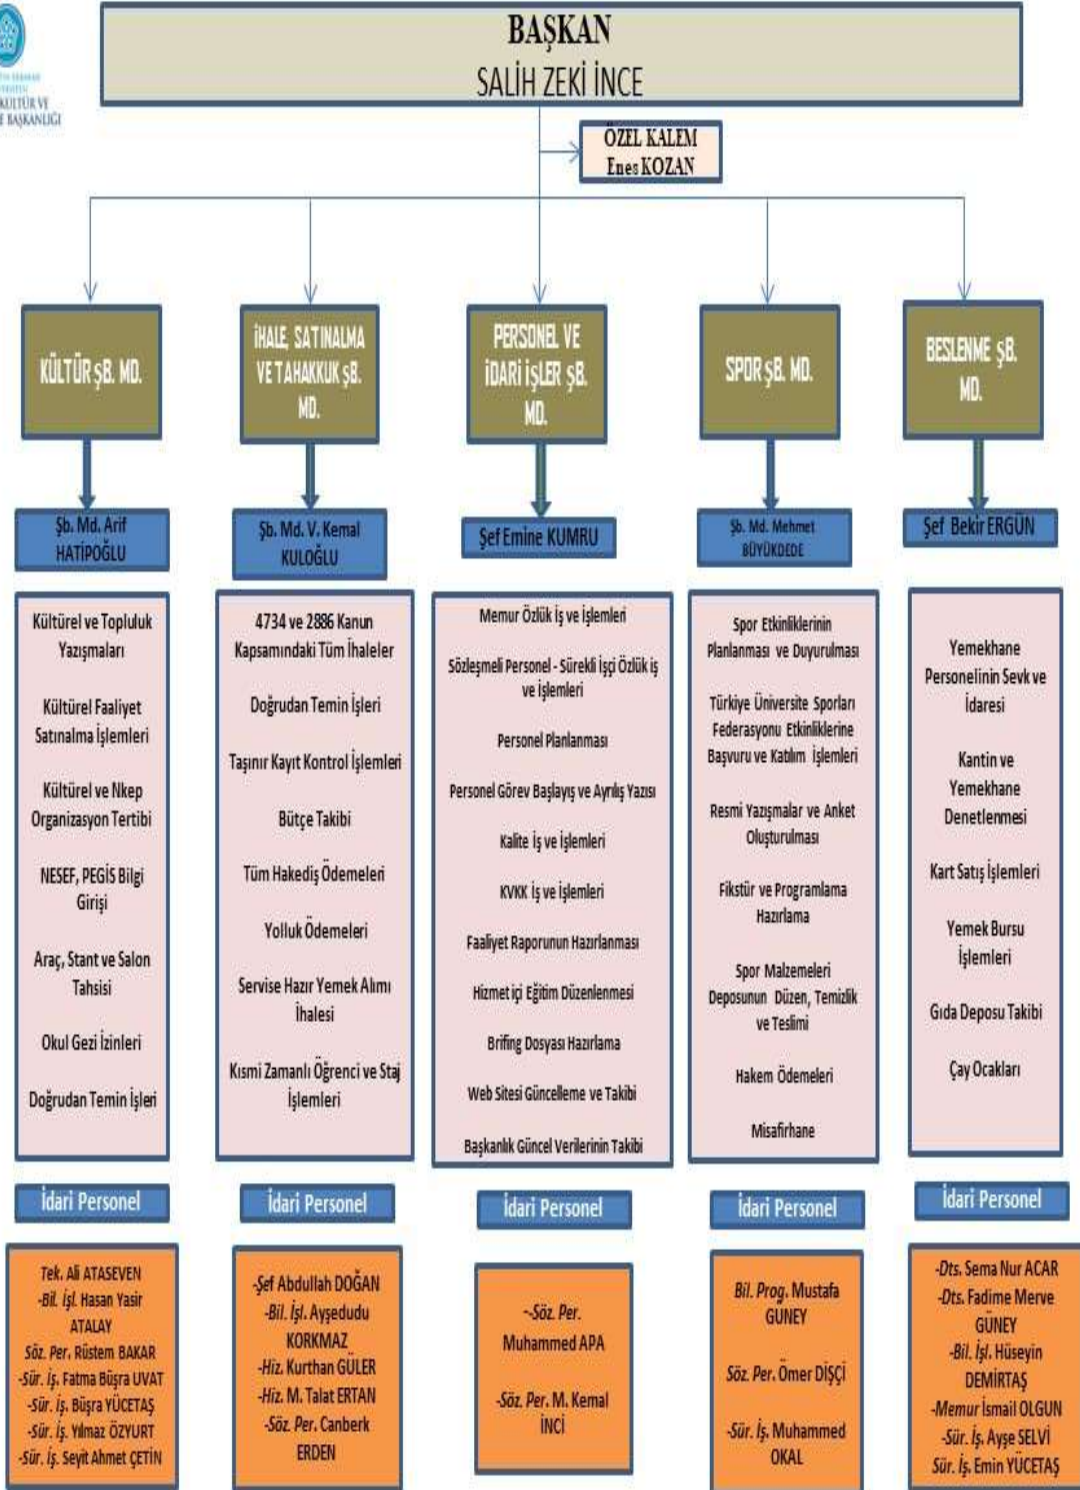 KÜLTÜR VE
E BAŞKANLIĞI
BAŞKAN
SALİH ZEKİ İNCE
ÖZEL KALEM
Enes KOZAN
KÜLTÜR ŞB. MD.
Şb. Md. Arif
HATİPOĞLU
Kültürel ve Topluluk
Yazışmaları
Kültürel Faaliyet
Satınalma İşlemleri
Kültürel ve Nkep
Organizasyon Tertibi
NESEF, PEGİS Bilgi
Girişi
Araç, Stant ve Salon
Tahsisi
Okul Gezi İzinleri
Doğrudan Temin İşleri
İdari Personel
Tek. Ali ATASEVEN
-Bil. İşl. Hasan Yasir
ATALAY
Söz. Per. Rüstem BAKAR
-Sür. İş. Fatma Büşra UVAT
-Sür. İş. Büşra YÜCETAŞ
-Sür. İş. Yılmaz ÖZYURT
-Sür. İş. Seyit Ahmet ÇETİN
İHALE, SATINALMA
VE TAHAKKUK ŞB.
MD.
Şb. Md. V. Kemal
KULOĞLU
4734 ve 2886 Kanun
Kapsamındaki Tüm İhaleler
Doğrudan Temin İşleri
Taşınır Kayıt Kontrol İşlemleri
Bütçe Takibi
Tüm Hakediş Ödemeleri
Yolluk Ödemeleri
Servise Hazır Yemek Alımı
İhalesi
Kısmi Zamanlı Öğrenci ve Staj
İşlemleri
İdari Personel
-Şef Abdullah DOĞAN
-Bil. İşl. Ayşedudu
KORKMAZ
-Hiz. Kurthan GÜLER
-Hiz. M. Talat ERTAN
-Söz. Per. Canberk
ERDEN
PERSONEL VE
İDARİ İŞLER ŞB.
MD.
Şef Emine KUMRU
Memur Özlük İş ve İşlemleri
Sözleşmeli Personel - Sürekli İşçi Özlük iş
ve İşlemleri
Personel Planlanması
Personel Görev Başlayış ve Ayrılış Yazısı
Kalite İş ve İşlemleri
KVKK İş ve İşlemleri
Faaliyet Raporunun Hazırlanması
Hizmet içi Eğitim Düzenlenmesi
Brifing Dosyası Hazırlama
Web Sitesi Güncelleme ve Takibi
Başkanlık Güncel Verilerinin Takibi
İdari Personel
~Söz. Per.
Muhammed APA
-Söz. Per. M. Kemal
İNCİ
SPOR ŞB. MD.
Şb. Md. Mehmet
BÜYÜKDEDE
Spor Etkinliklerinin
Planlanması ve Duyurulması
Türkiye Üniversite Sporları
Federasyonu Etkinliklerine
Başvuru ve Katılım İşlemleri
Resmi Yazışmalar ve Anket
Oluşturulması
Fikstür ve Programlama
Hazırlama
Spor Malzemeleri
Deposunun Düzen, Temizlik
ve Teslimi
Hakem Ödemeleri
Misafirhane
İdari Personel
Bil. Prog. Mustafa
GÜNEY
Söz. Per. Ömer DİŞÇİ
-Sür. İş. Muhammed
OKAL
BESLENME ŞB.
MD.
Şef Bekir ERGÜN
Yemekhane
Personelinin Sevk ve
İdaresi
Kantin ve
Yemekhane
Denetlenmesi
Kart Satış İşlemleri
Yemek Bursu
İşlemleri
Gıda Deposu Takibi
Çay Ocakları
İdari Personel
-Dts. Sema Nur ACAR
-Dts. Fadime Merve
GÜNEY
-Bil. İşl. Hüseyin
DEMİRTAŞ
-Memur İsmail OLGUN
-Sür. İş. Ayşe SELVİ
Sür. İş. Emin YÜCETAŞ